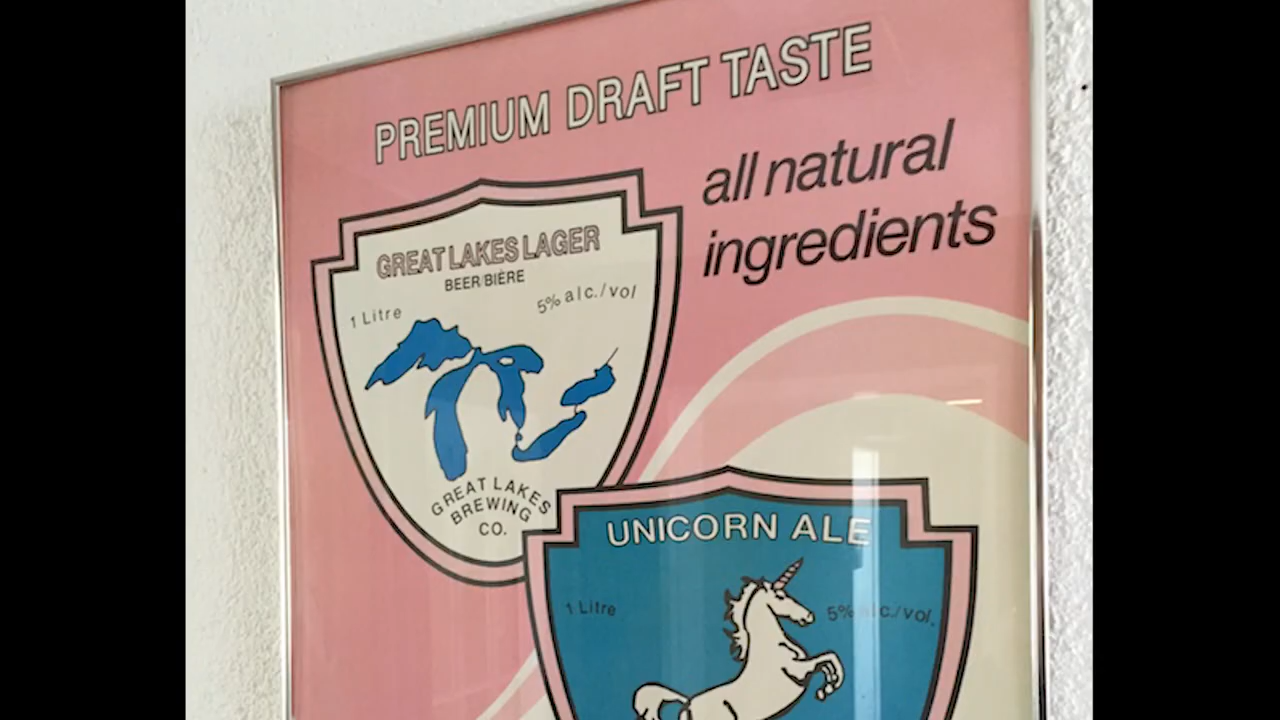 PREMIUM DRAFT TASTE
all natural
ingredients
GREAT LAKES LAGER
BEER/BIÈRE
1 Litre
5% alc./vol
GREAT LAKES
BREWING
CO.
UNICORN ALE
1 Litre
5% alc./vol.